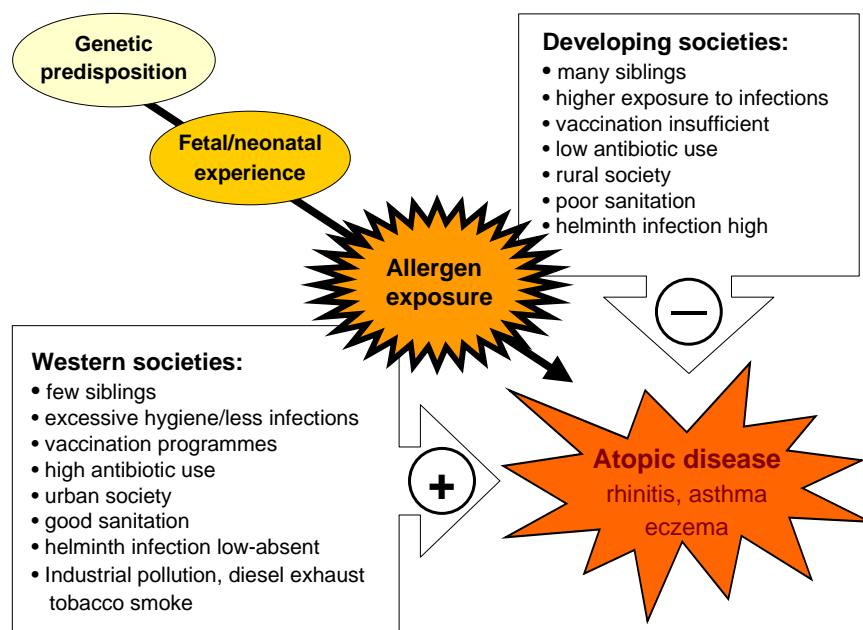 Genetic
predisposition
Fetal/neonatal
experience
Allergen
exposure
Developing societies:
• many siblings
• higher exposure to infections
• vaccination insufficient
• low antibiotic use
• rural society
• poor sanitation
• helminth infection high
−
Western societies:
• few siblings
• excessive hygiene/less infections
• vaccination programmes
• high antibiotic use
• urban society
• good sanitation
• helminth infection low-absent
• Industrial pollution, diesel exhaust
tobacco smoke
+
Atopic disease
rhinitis, asthma
eczema